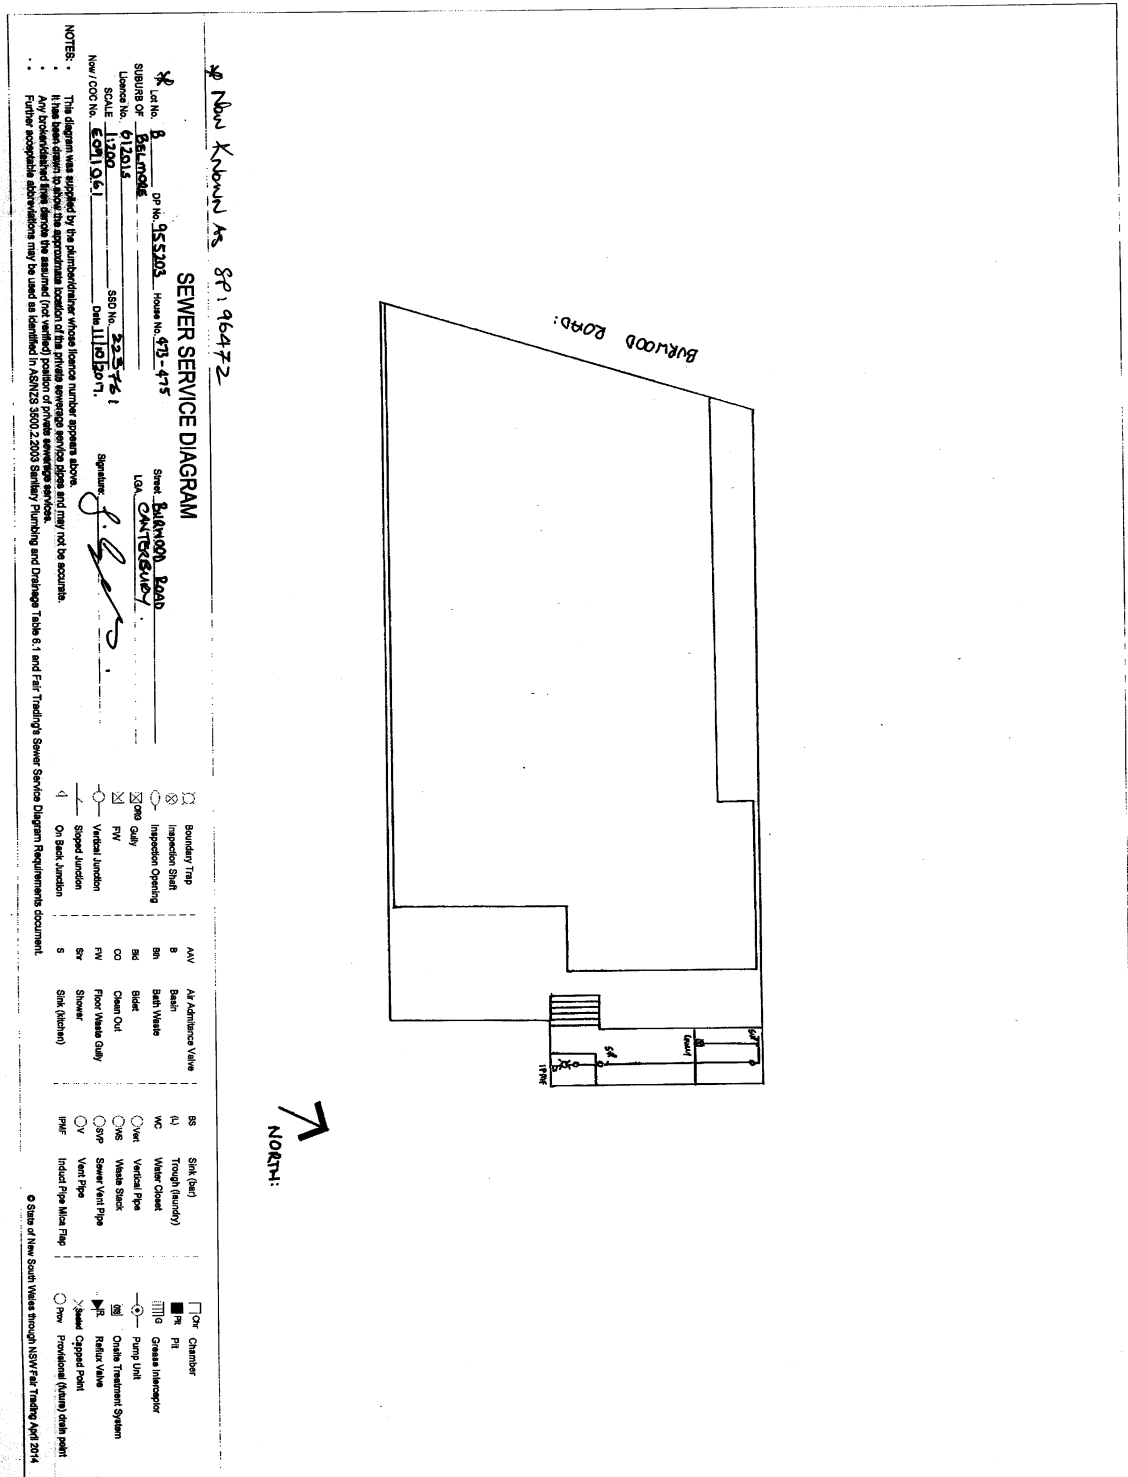 * NOW KNOWN AS SP: 96472
SEWER SERVICE DIAGRAM
* Lot No. B DP No. 955203 House No. 473-475 Street BURWOOD ROAD
SUBURB OF BELMORE LGA CANTERBURY.
Licence No. 61201S
SCALE 1:200 SSD No. 225761
Now / COC No. E0911061 Date 11/10/2017. Signature:
NOTES: • This diagram was supplied by the plumber/drainer whose licence number appears above.
• It has been drawn to show the approximate location of the private sewerage service pipes and may not be accurate.
• Any broken/dashed lines denote the assumed (not verified) position of private sewerage services.
• Further acceptable abbreviations may be used as identified in AS/NZS 3500.2.2003 Sanitary Plumbing and Drainage Table 6.1 and Fair Trading's Sewer Service Diagram Requirements document.
Boundary Trap
Inspection Shaft
Inspection Opening
ORG Gully
FW
Vertical Junction
Sloped Junction
On Back Junction
AAV Air Admittance Valve
B Basin
Bth Bath Waste
Bid Bidet
CO Clean Out
FW Floor Waste Gully
Shr Shower
S Sink (kitchen)
BS Sink (bar)
(L) Trough (laundry)
WC Water Closet
Vert Vertical Pipe
WS Waste Stack
SVP Sewer Vent Pipe
V Vent Pipe
IPMF Induct Pipe Mica Flap
Chr Chamber
Pit Pit
G Grease Interceptor
Pump Unit
Onsite Treatment System
R Reflux Valve
Sealed Capped Point
Prov Provisional (future) drain point
© State of New South Wales through NSW Fair Trading April 2014
BURWOOD ROAD:
NORTH:
GULLY
IPMF